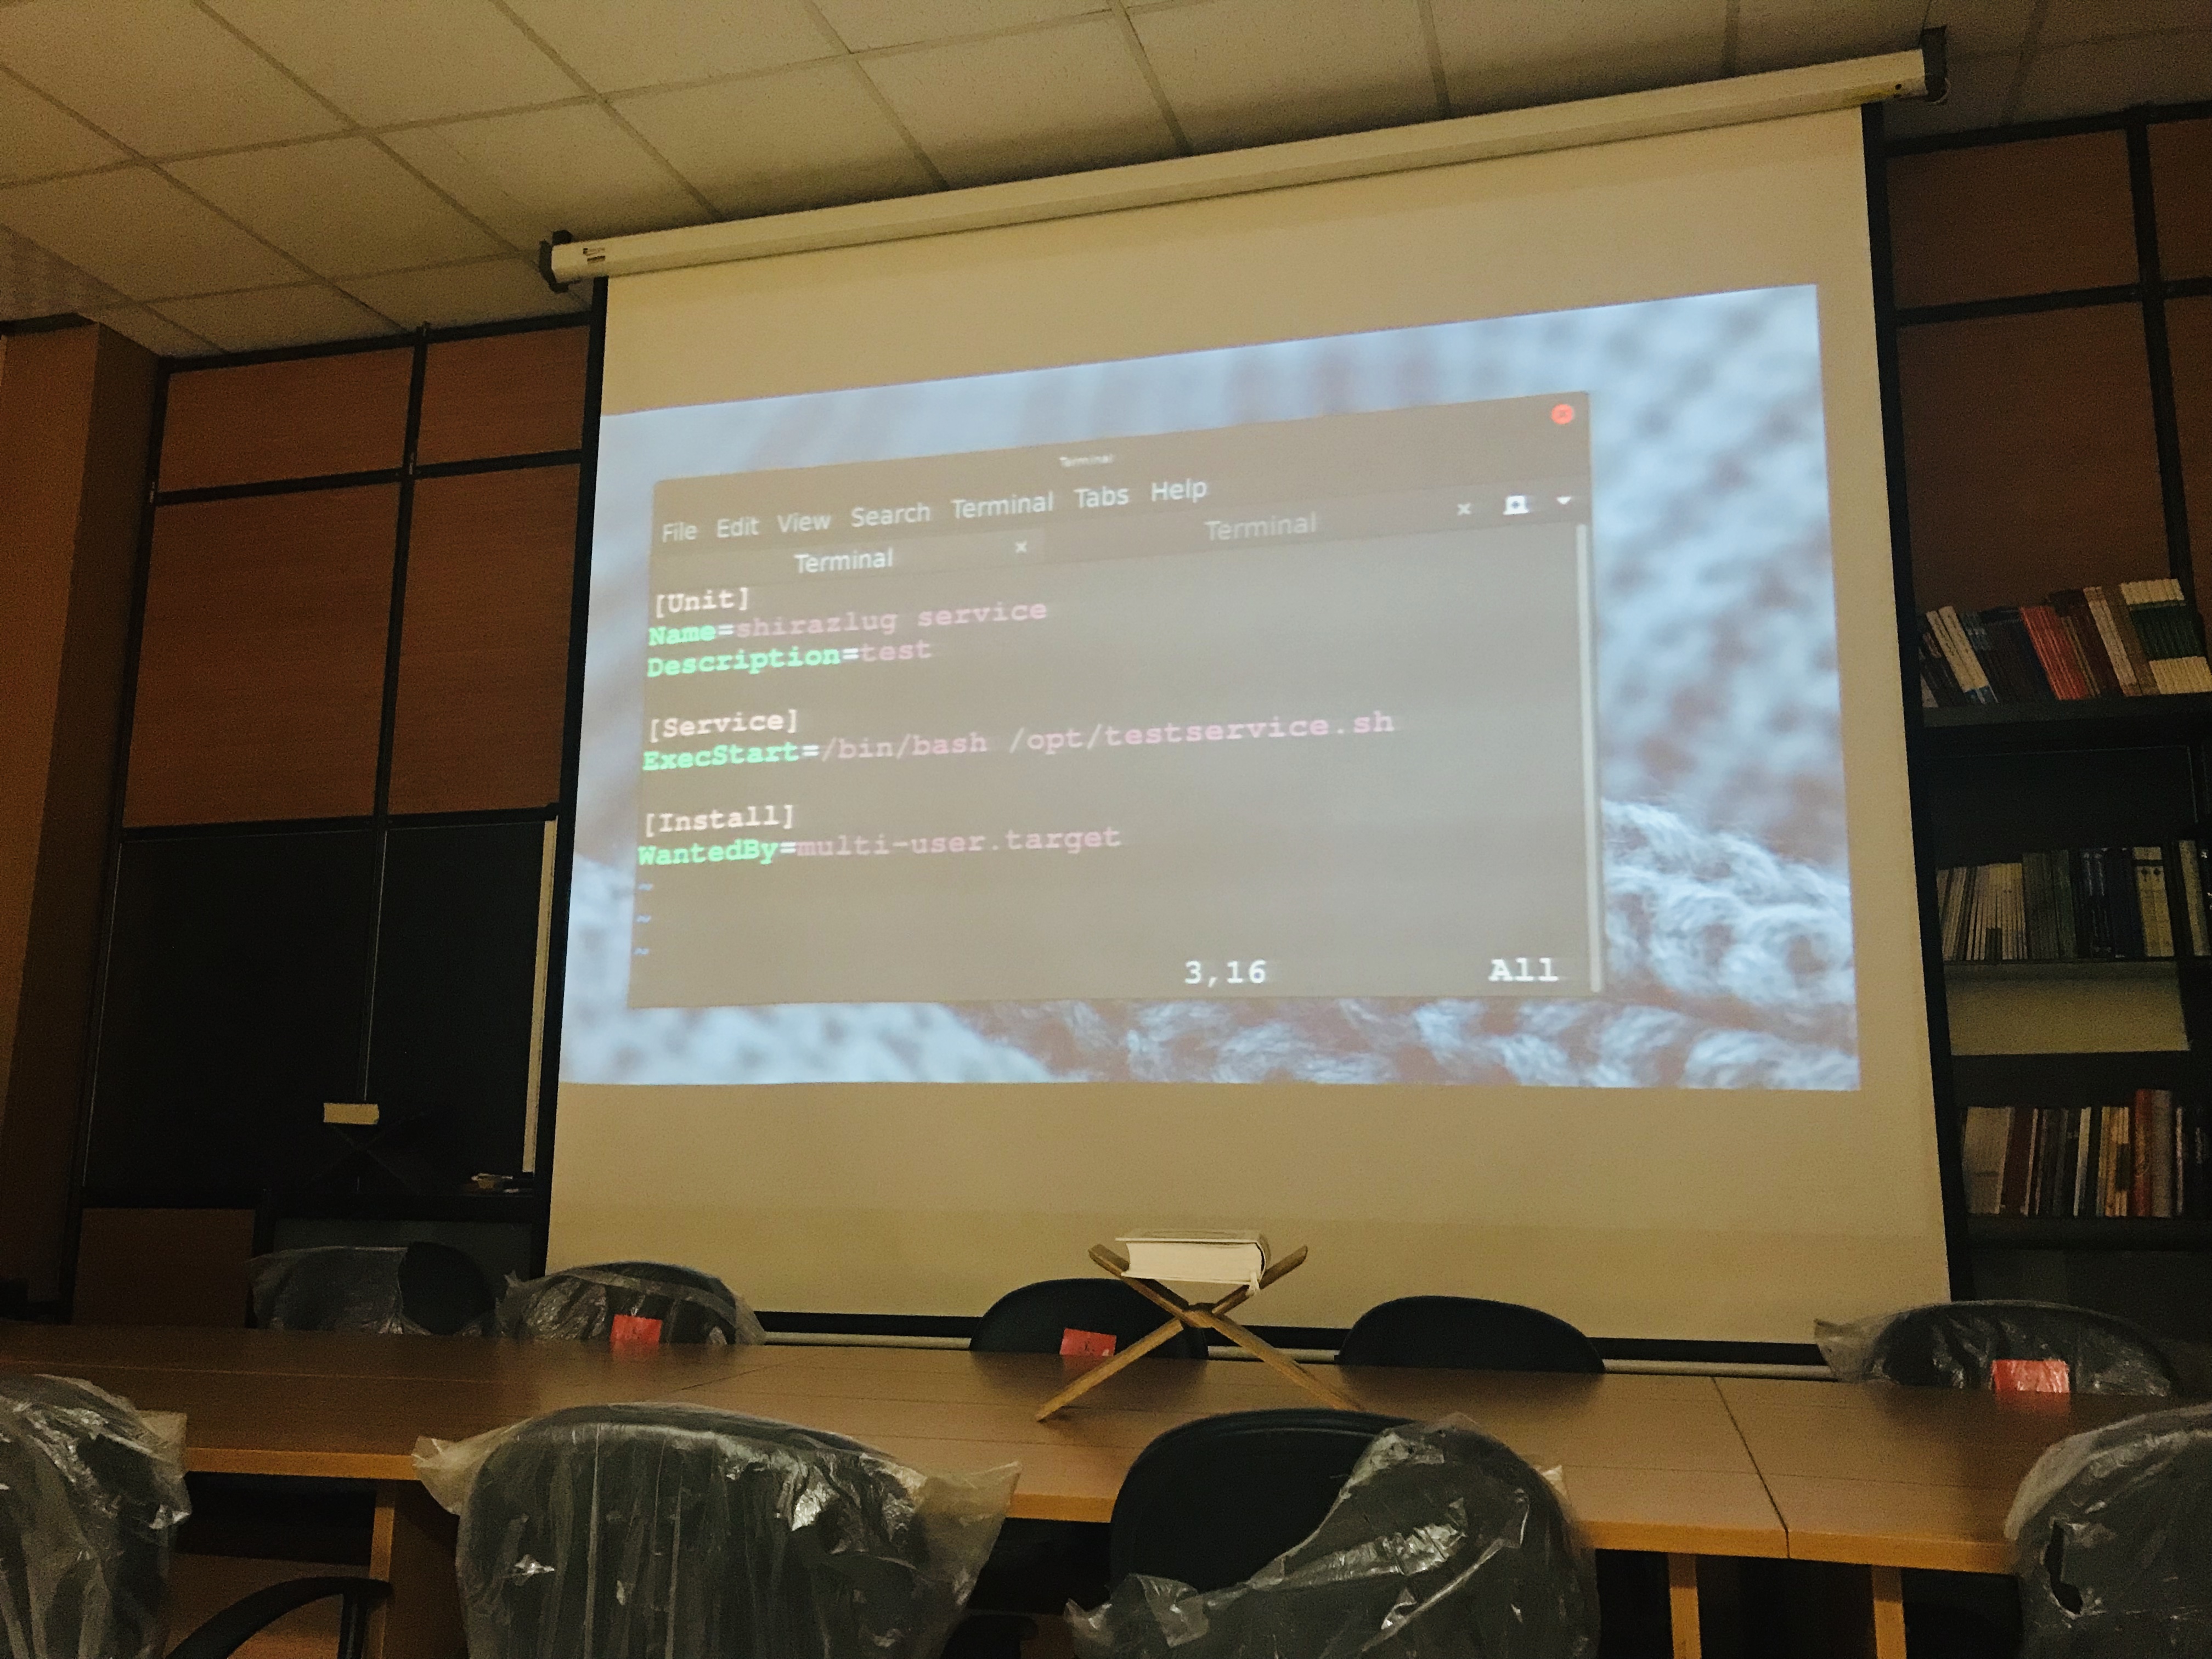 Terminal
File Edit View Search Terminal Tabs Help
Terminal × Terminal ×
[Unit]
Name=shirazlug service
Description=test
[Service]
ExecStart=/bin/bash /opt/testservice.sh
[Install]
WantedBy=multi-user.target
~
~
~
3,16 All